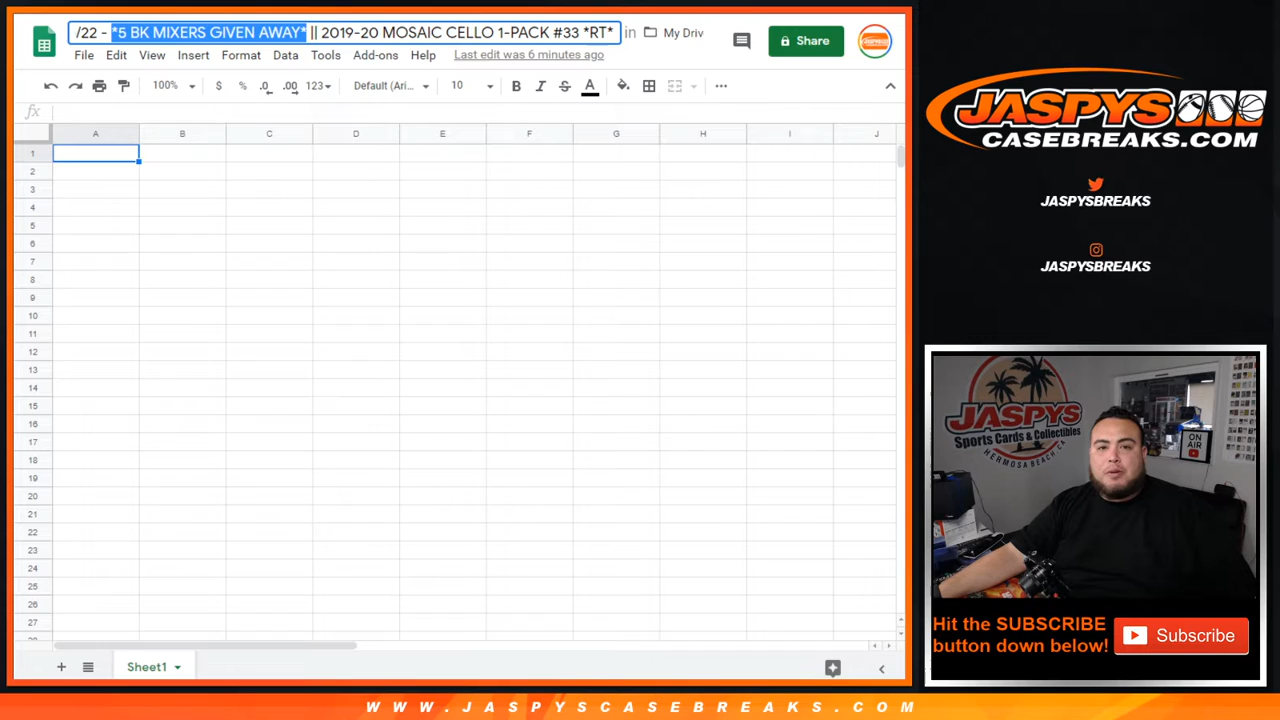 /22 - *5 BK MIXERS GIVEN AWAY* || 2019-20 MOSAIC CELLO 1-PACK #33 *RT* in My Driv
Share
File Edit View Insert Format Data Tools Add-ons Help Last edit was 6 minutes ago
100% $ % .0 .00 123 Default (Ari... 10 B I S A
fx
A B C D E F G H I J
1
2
3
4
5
6
7
8
9
10
11
12
13
14
15
16
17
18
19
20
21
22
23
24
25
26
27
Sheet1
JASPYS
CASEBREAKS.COM
JASPYSBREAKS
JASPYSBREAKS
JASPYS
Sports Cards & Collectibles
HERMOSA BEACH, CA
ON
AIR
Hit the SUBSCRIBE
button down below!
Subscribe
WWW.JASPYSCASEBREAKS.COM